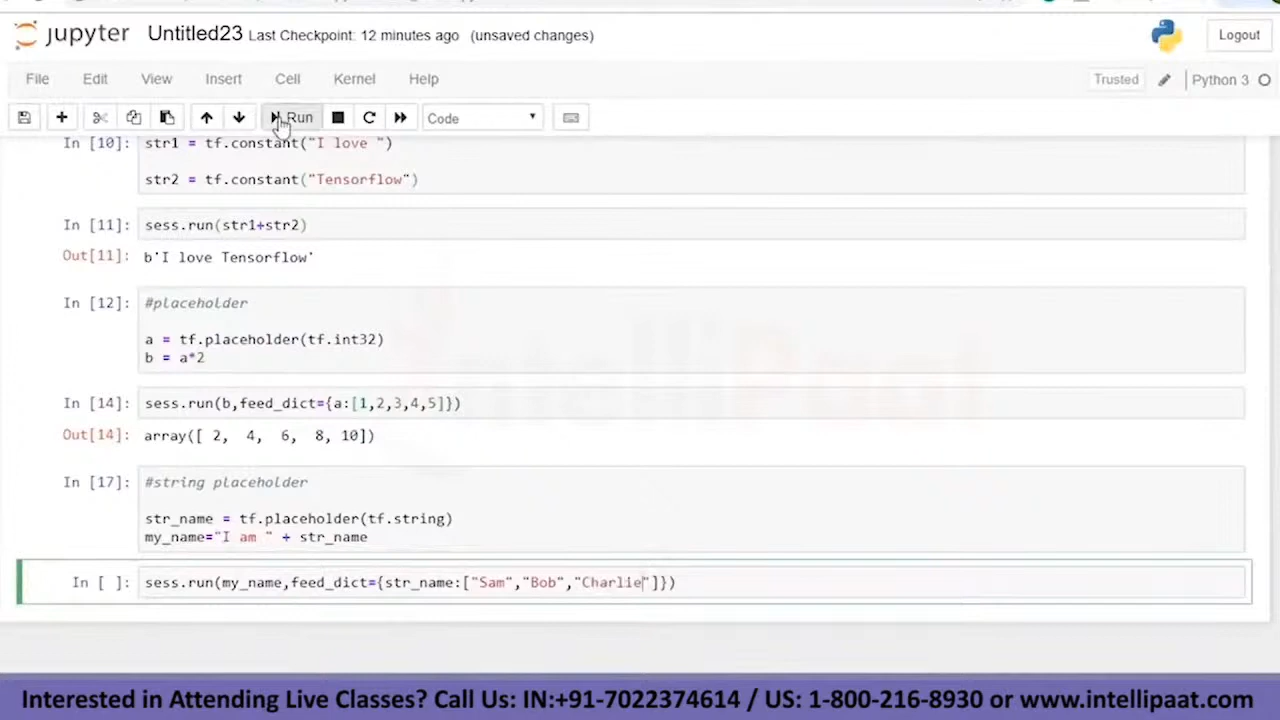 jupyter Untitled23 Last Checkpoint: 12 minutes ago (unsaved changes) Logout
File Edit View Insert Cell Kernel Help Trusted Python 3
Run Code
In [10]: str1 = tf.constant("I love ")
str2 = tf.constant("Tensorflow")
In [11]: sess.run(str1+str2)
Out[11]: b'I love Tensorflow'
In [12]: #placeholder
a = tf.placeholder(tf.int32)
b = a*2
In [14]: sess.run(b,feed_dict={a:[1,2,3,4,5]})
Out[14]: array([ 2, 4, 6, 8, 10])
In [17]: #string placeholder
str_name = tf.placeholder(tf.string)
my_name="I am " + str_name
In [ ]: sess.run(my_name,feed_dict={str_name:["Sam","Bob","Charlie"]})
Interested in Attending Live Classes? Call Us: IN:+91-7022374614 / US: 1-800-216-8930 or www.intellipaat.com